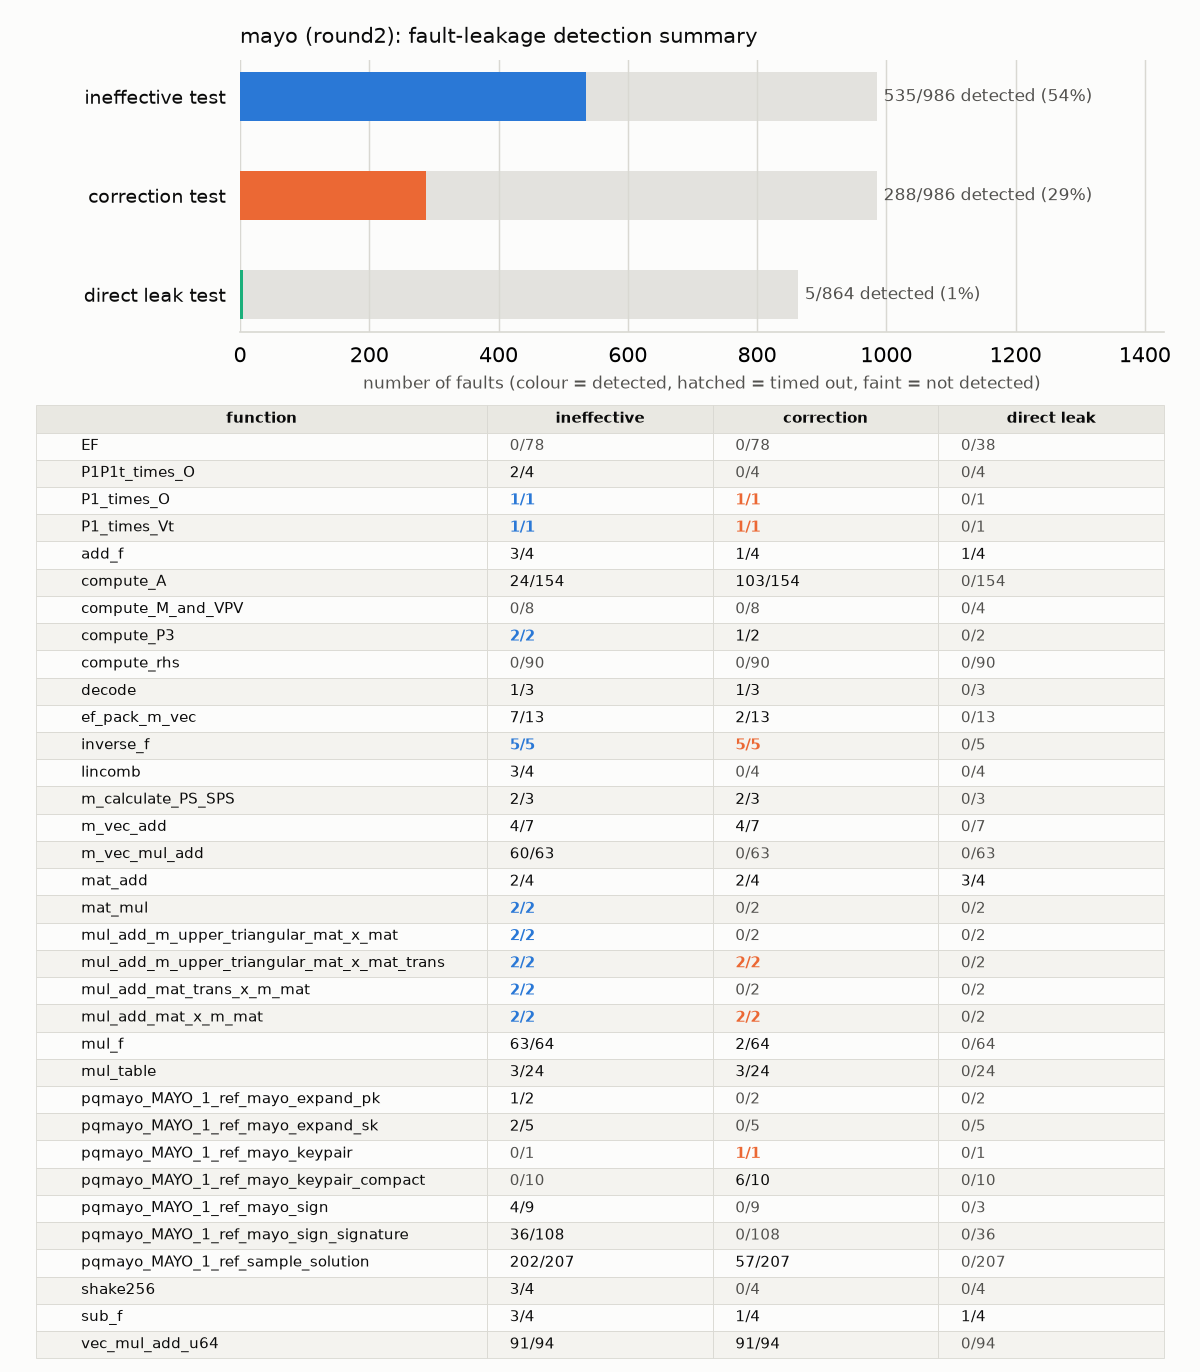 mayo (round2): fault-leakage detection summary
ineffective test
535/986 detected (54%)
correction test
288/986 detected (29%)
direct leak test
5/864 detected (1%)
0 200 400 600 800 1000 1200 1400
number of faults (colour = detected, hatched = timed out, faint = not detected)
function ineffective correction direct leak
EF 0/78 0/78 0/38
P1P1t_times_O 2/4 0/4 0/4
P1_times_O 1/1 1/1 0/1
P1_times_Vt 1/1 1/1 0/1
add_f 3/4 1/4 1/4
compute_A 24/154 103/154 0/154
compute_M_and_VPV 0/8 0/8 0/4
compute_P3 2/2 1/2 0/2
compute_rhs 0/90 0/90 0/90
decode 1/3 1/3 0/3
ef_pack_m_vec 7/13 2/13 0/13
inverse_f 5/5 5/5 0/5
lincomb 3/4 0/4 0/4
m_calculate_PS_SPS 2/3 2/3 0/3
m_vec_add 4/7 4/7 0/7
m_vec_mul_add 60/63 0/63 0/63
mat_add 2/4 2/4 3/4
mat_mul 2/2 0/2 0/2
mul_add_m_upper_triangular_mat_x_mat 2/2 0/2 0/2
mul_add_m_upper_triangular_mat_x_mat_trans 2/2 2/2 0/2
mul_add_mat_trans_x_m_mat 2/2 0/2 0/2
mul_add_mat_x_m_mat 2/2 2/2 0/2
mul_f 63/64 2/64 0/64
mul_table 3/24 3/24 0/24
pqmayo_MAYO_1_ref_mayo_expand_pk 1/2 0/2 0/2
pqmayo_MAYO_1_ref_mayo_expand_sk 2/5 0/5 0/5
pqmayo_MAYO_1_ref_mayo_keypair 0/1 1/1 0/1
pqmayo_MAYO_1_ref_mayo_keypair_compact 0/10 6/10 0/10
pqmayo_MAYO_1_ref_mayo_sign 4/9 0/9 0/3
pqmayo_MAYO_1_ref_mayo_sign_signature 36/108 0/108 0/36
pqmayo_MAYO_1_ref_sample_solution 202/207 57/207 0/207
shake256 3/4 0/4 0/4
sub_f 3/4 1/4 1/4
vec_mul_add_u64 91/94 91/94 0/94